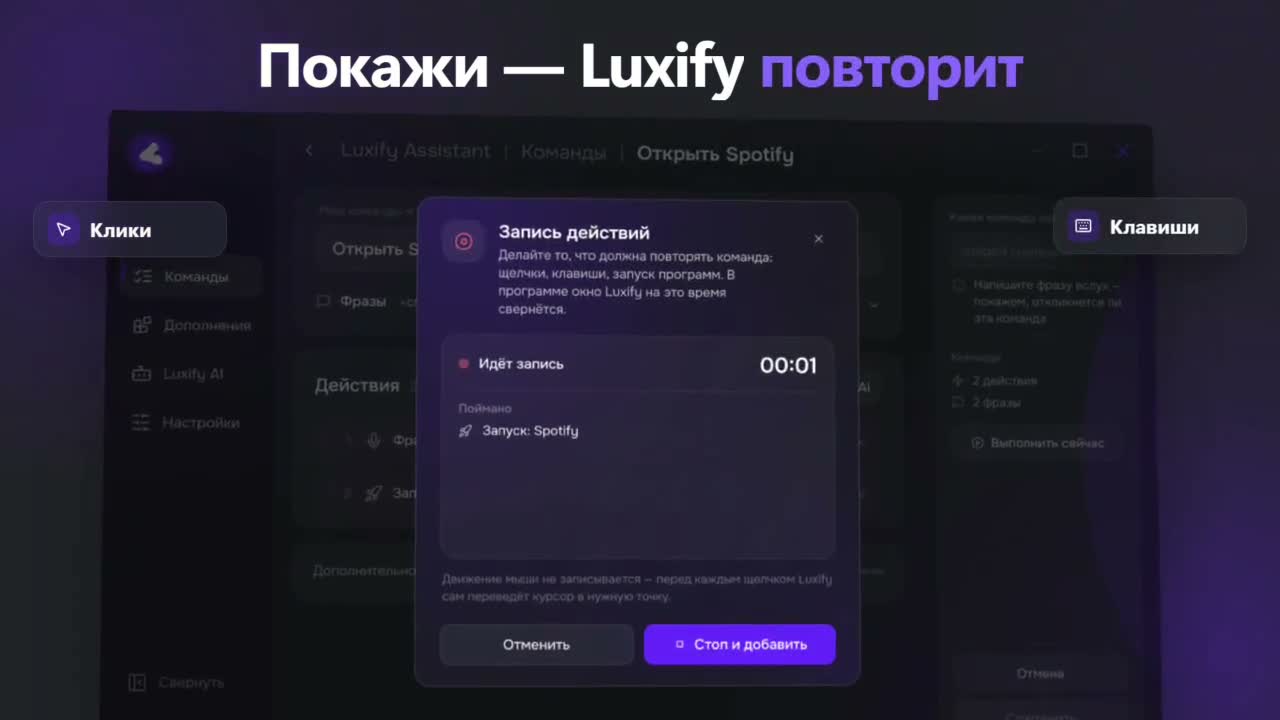 Покажи — Luxify повторит
Luxify Assistant | Команды | Открыть Spotify
Клики
Клавиши
Команды
Дополнения
Luxify AI
Настройки
Свернуть
Открыть S
Фразы
Действия
Дополнительно
Запись действий
Делайте то, что должна повторять команда:
щелчки, клавиши, запуск программ. В
программе окно Luxify на это время
свернётся.
Идёт запись
00:01
Поймано
Запуск: Spotify
Движение мыши не записывается — перед каждым щелчком Luxify
сам переведёт курсор в нужную точку.
Отменить
Стоп и добавить
Напишите фразу вслух —
покажем, откликнется ли
эта команда
Команда
2 действия
2 фразы
Выполнить сейчас
Отмена